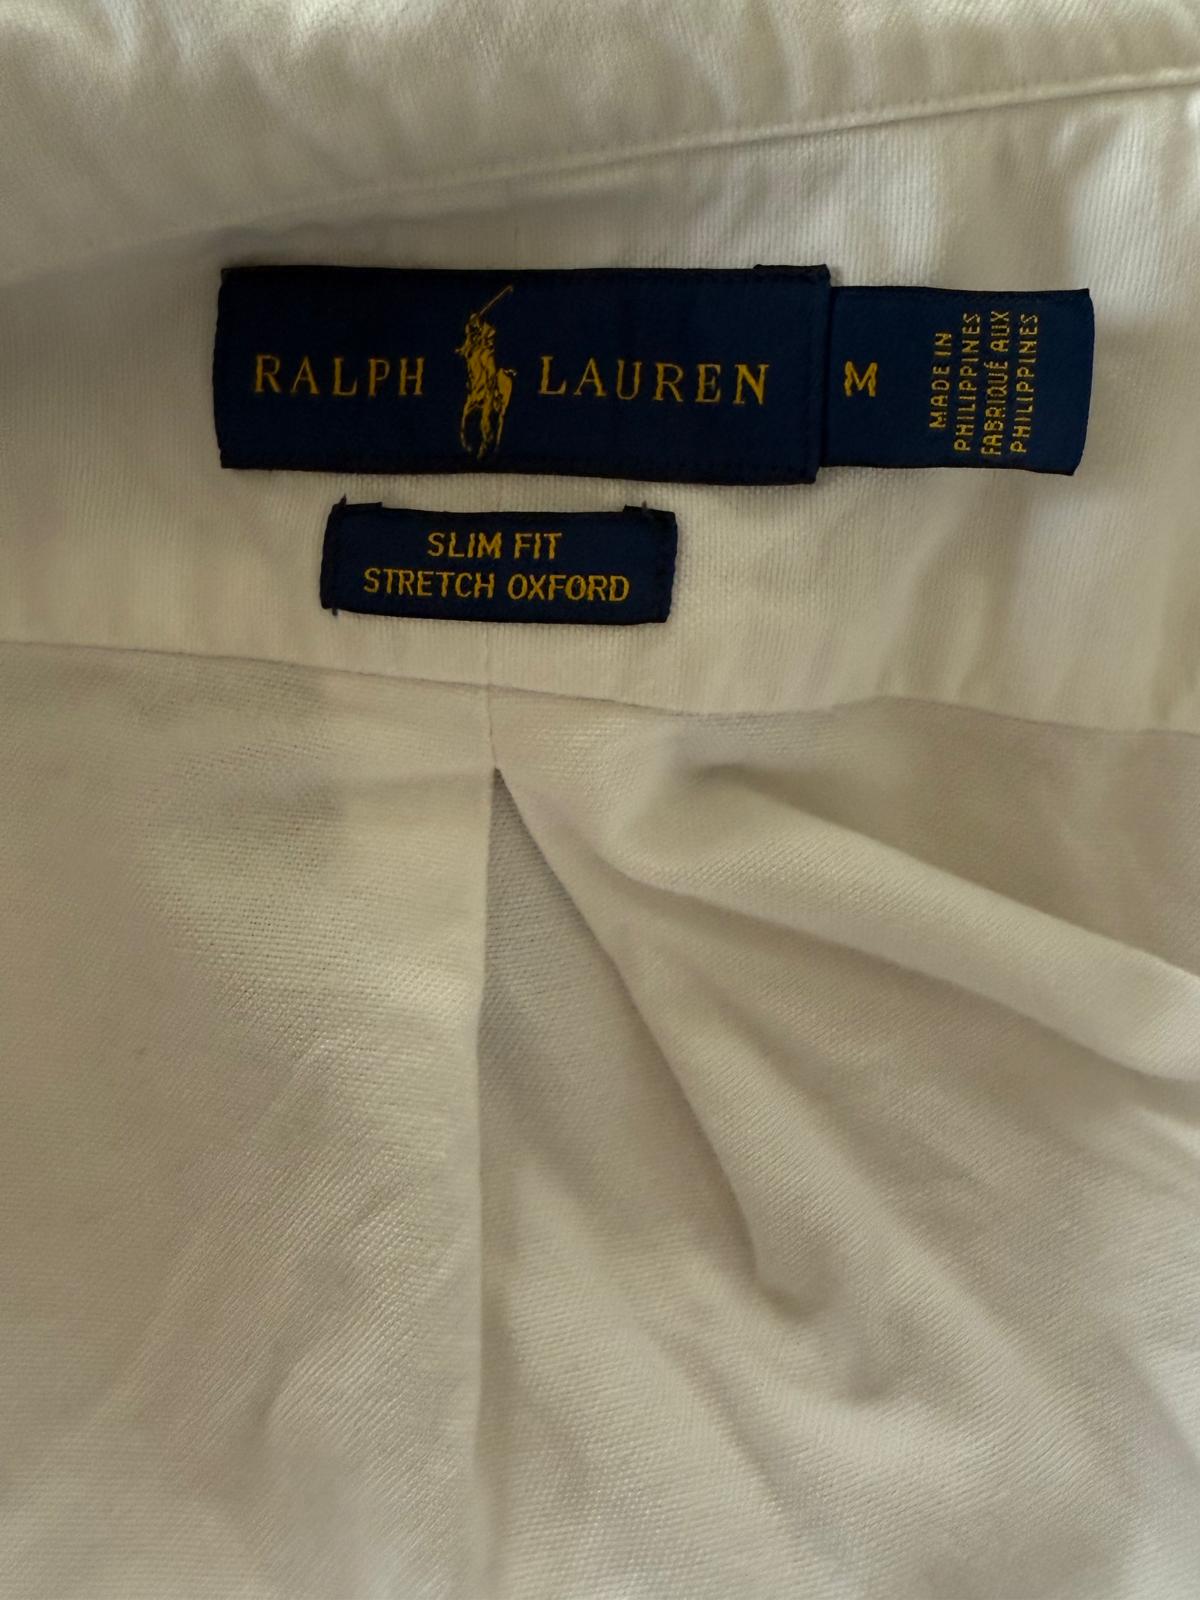 RALPH LAUREN
M
MADE IN
PHILIPPINES
FABRIQUÉ AUX
PHILIPPINES
SLIM FIT
STRETCH OXFORD